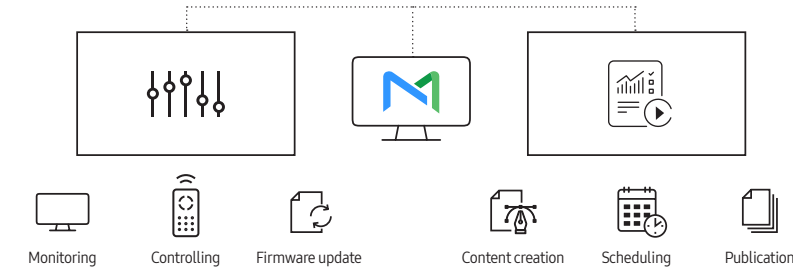 Monitoring
Controlling
Firmware update
Content creation
Scheduling
Publication